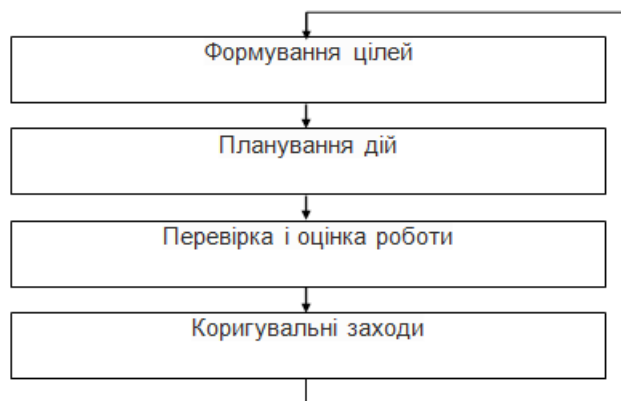 Формування цілей
Планування дій
Перевірка і оцінка роботи
Коригувальні заходи